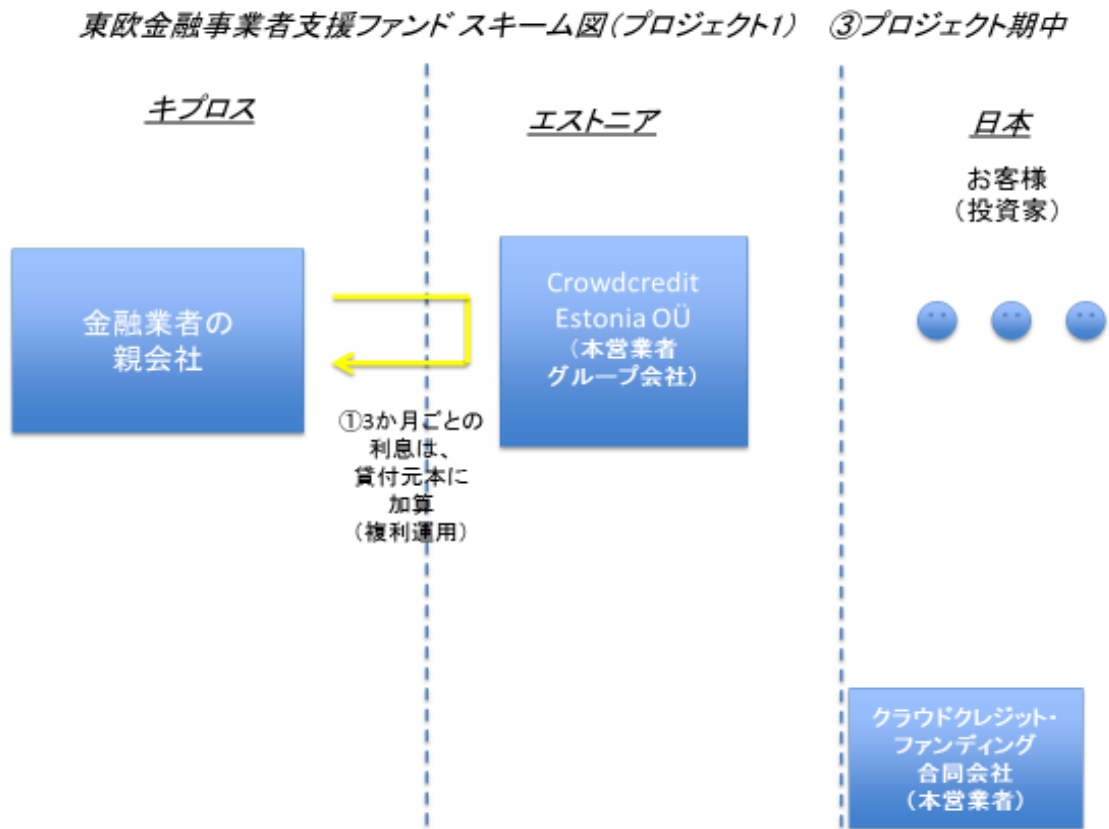 東欧金融事業者支援ファンド スキーム図(プロジェクト1)　③プロジェクト期中
キプロス
エストニア
日本
お客様
(投資家)
金融業者の
親会社
Crowdcredit
Estonia OÜ
(本営業者
グループ会社)
①3か月ごとの
利息は、
貸付元本に
加算
(複利運用)
クラウドクレジット・
ファンディング
合同会社
(本営業者)